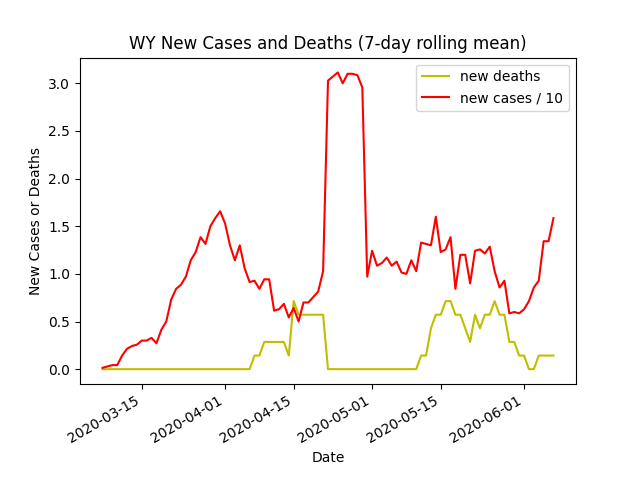 WY New Cases and Deaths (7-day rolling mean)
new deaths
new cases / 10
New Cases or Deaths
3.0
2.5
2.0
1.5
1.0
0.5
0.0
2020-03-15
2020-04-01
2020-04-15
2020-05-01
2020-05-15
2020-06-01
Date